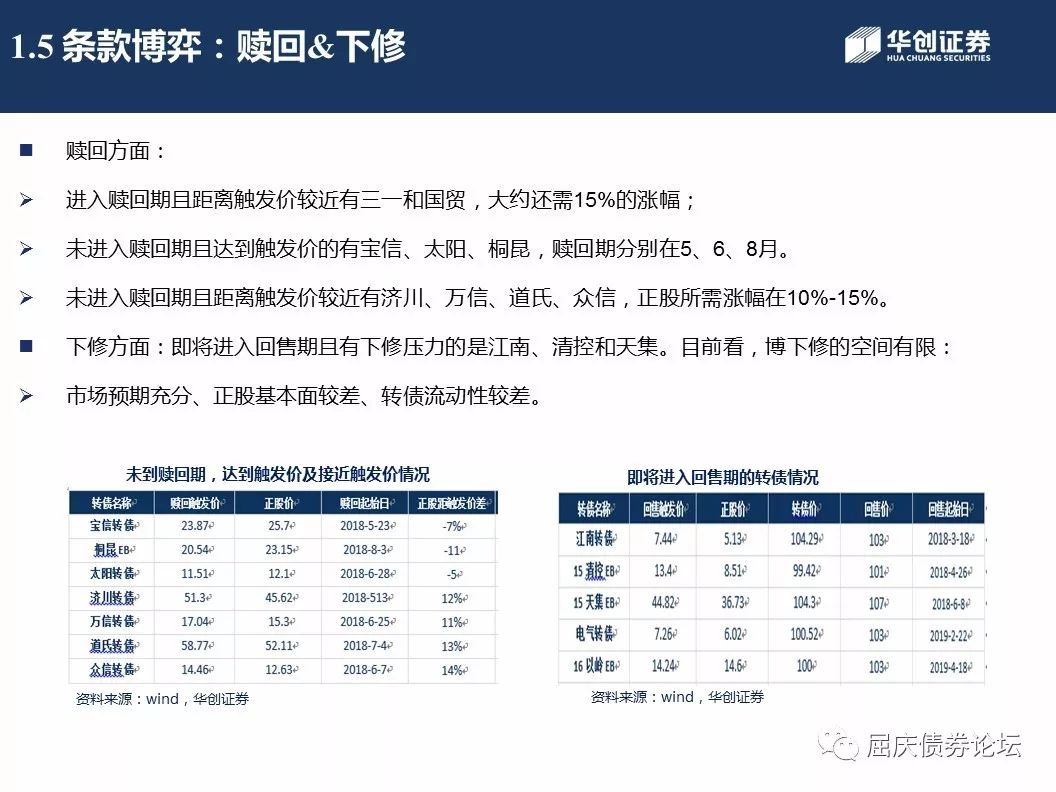 1.5 条款博弈：赎回&下修
华创证券
HUA CHUANG SECURITIES
■ 赎回方面：
➢ 进入赎回期且距离触发价较近有三一和国贸，大约还需15%的涨幅；
➢ 未进入赎回期且达到触发价的有宝信、太阳、桐昆，赎回期分别在5、6、8月。
➢ 未进入赎回期且距离触发价较近有济川、万信、道氏、众信，正股所需涨幅在10%-15%。
■ 下修方面：即将进入回售期且有下修压力的是江南、清控和天集。目前看，博下修的空间有限：
➢ 市场预期充分、正股基本面较差、转债流动性较差。
未到赎回期，达到触发价及接近触发价情况
转债名称 赎回触发价 正股价 赎回起始日 正股距触发价差
宝信转债 23.87 25.7 2018-5-23 -7%
桐昆EB 20.54 23.15 2018-8-3 -11
太阳转债 11.51 12.1 2018-6-28 -5
济川转债 51.3 45.62 2018-513 12%
万信转债 17.04 15.3 2018-6-25 11%
道氏转债 58.77 52.11 2018-7-4 13%
众信转债 14.46 12.63 2018-6-7 14%
资料来源：wind，华创证券
即将进入回售期的转债情况
转债名称 回售触发价 正股价 转债价 回售价 回售起始日
江南转债 7.44 5.13 104.29 103 2018-3-18
15 清控EB 13.4 8.51 99.42 101 2018-4-26
15 天集EB 44.82 36.73 104.3 107 2018-6-8
电气转债 7.26 6.02 100.52 103 2019-2-22
16 以岭EB 14.24 14.6 100 103 2019-4-18
资料来源：wind，华创证券
屈庆债券论坛